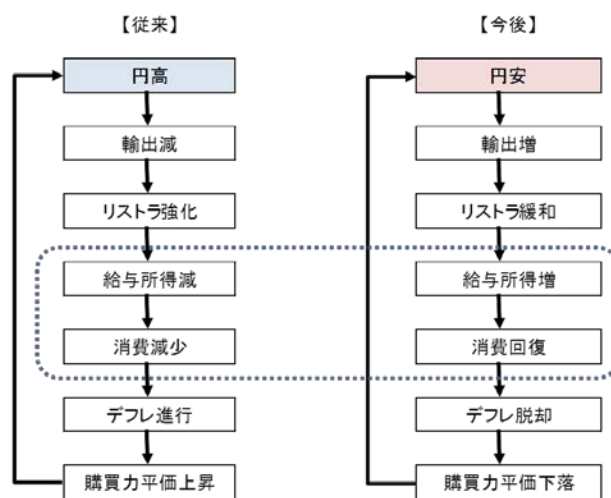 【従来】
円高
輸出減
リストラ強化
給与所得減
消費減少
デフレ進行
購買力平価上昇
【今後】
円安
輸出増
リストラ緩和
給与所得増
消費回復
デフレ脱却
購買力平価下落